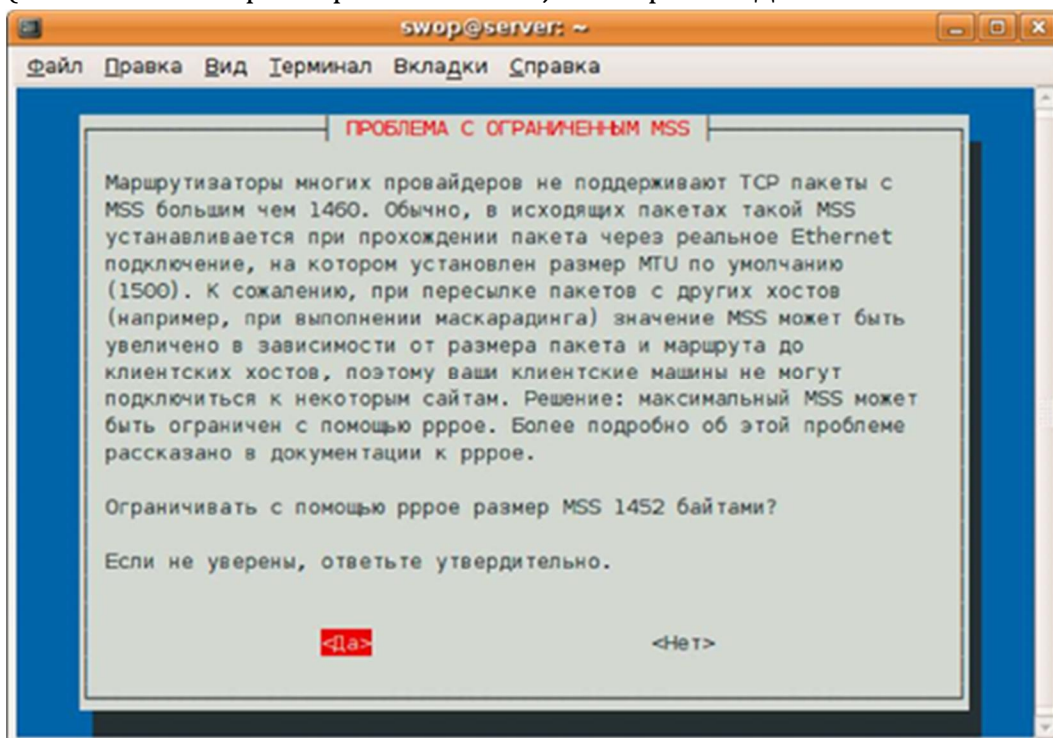 swop@server: ~
Файл Правка Вид Терминал Вкладки Справка
ПРОБЛЕМА С ОГРАНИЧЕННЫМ MSS
Маршрутизаторы многих провайдеров не поддерживают TCP пакеты с
MSS большим чем 1460. Обычно, в исходящих пакетах такой MSS
устанавливается при прохождении пакета через реальное Ethernet
подключение, на котором установлен размер MTU по умолчанию
(1500). К сожалению, при пересылке пакетов с других хостов
(например, при выполнении маскарадинга) значение MSS может быть
увеличено в зависимости от размера пакета и маршрута до
клиентских хостов, поэтому ваши клиентские машины не могут
подключиться к некоторым сайтам. Решение: максимальный MSS может
быть ограничен с помощью pppoe. Более подробно об этой проблеме
рассказано в документации к pppoe.
Ограничивать с помощью pppoe размер MSS 1452 байтами?
Если не уверены, ответьте утвердительно.
<Да> <Нет>